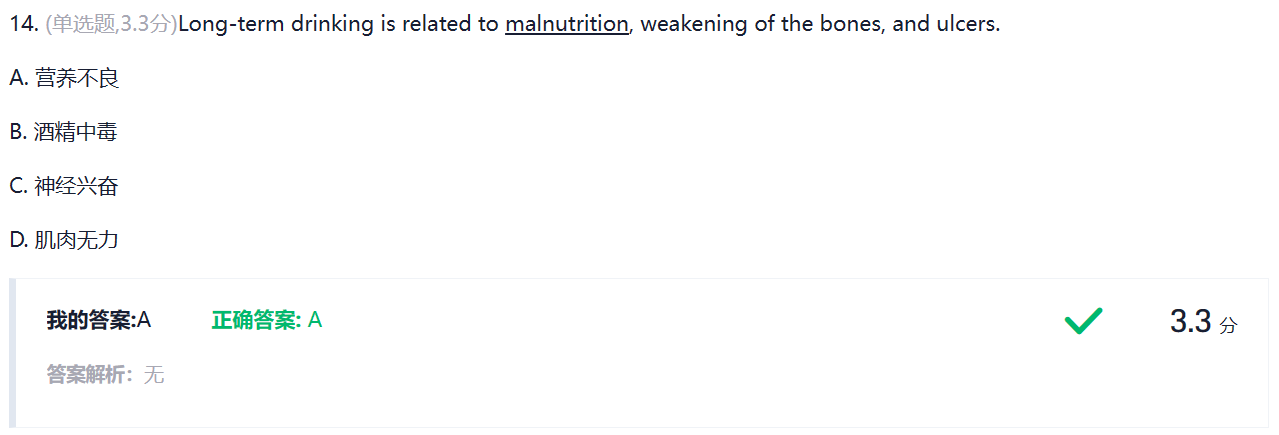 14. (单选题,3.3分)Long-term drinking is related to malnutrition, weakening of the bones, and ulcers.
A. 营养不良
B. 酒精中毒
C. 神经兴奋
D. 肌肉无力
我的答案:A 正确答案: A 3.3 分
答案解析: 无